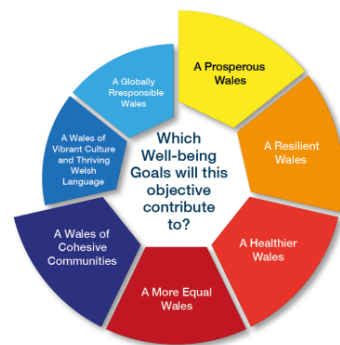 Which
Well-being
Goals will this
objective
contribute
to?
A Prosperous
Wales
A Resilient
Wales
A Healthier
Wales
A More Equal
Wales
A Wales of
Cohesive
Communities
A Wales of
Vibrant Culture
and Thriving
Welsh
Language
A Globally
Rresponsible
Wales